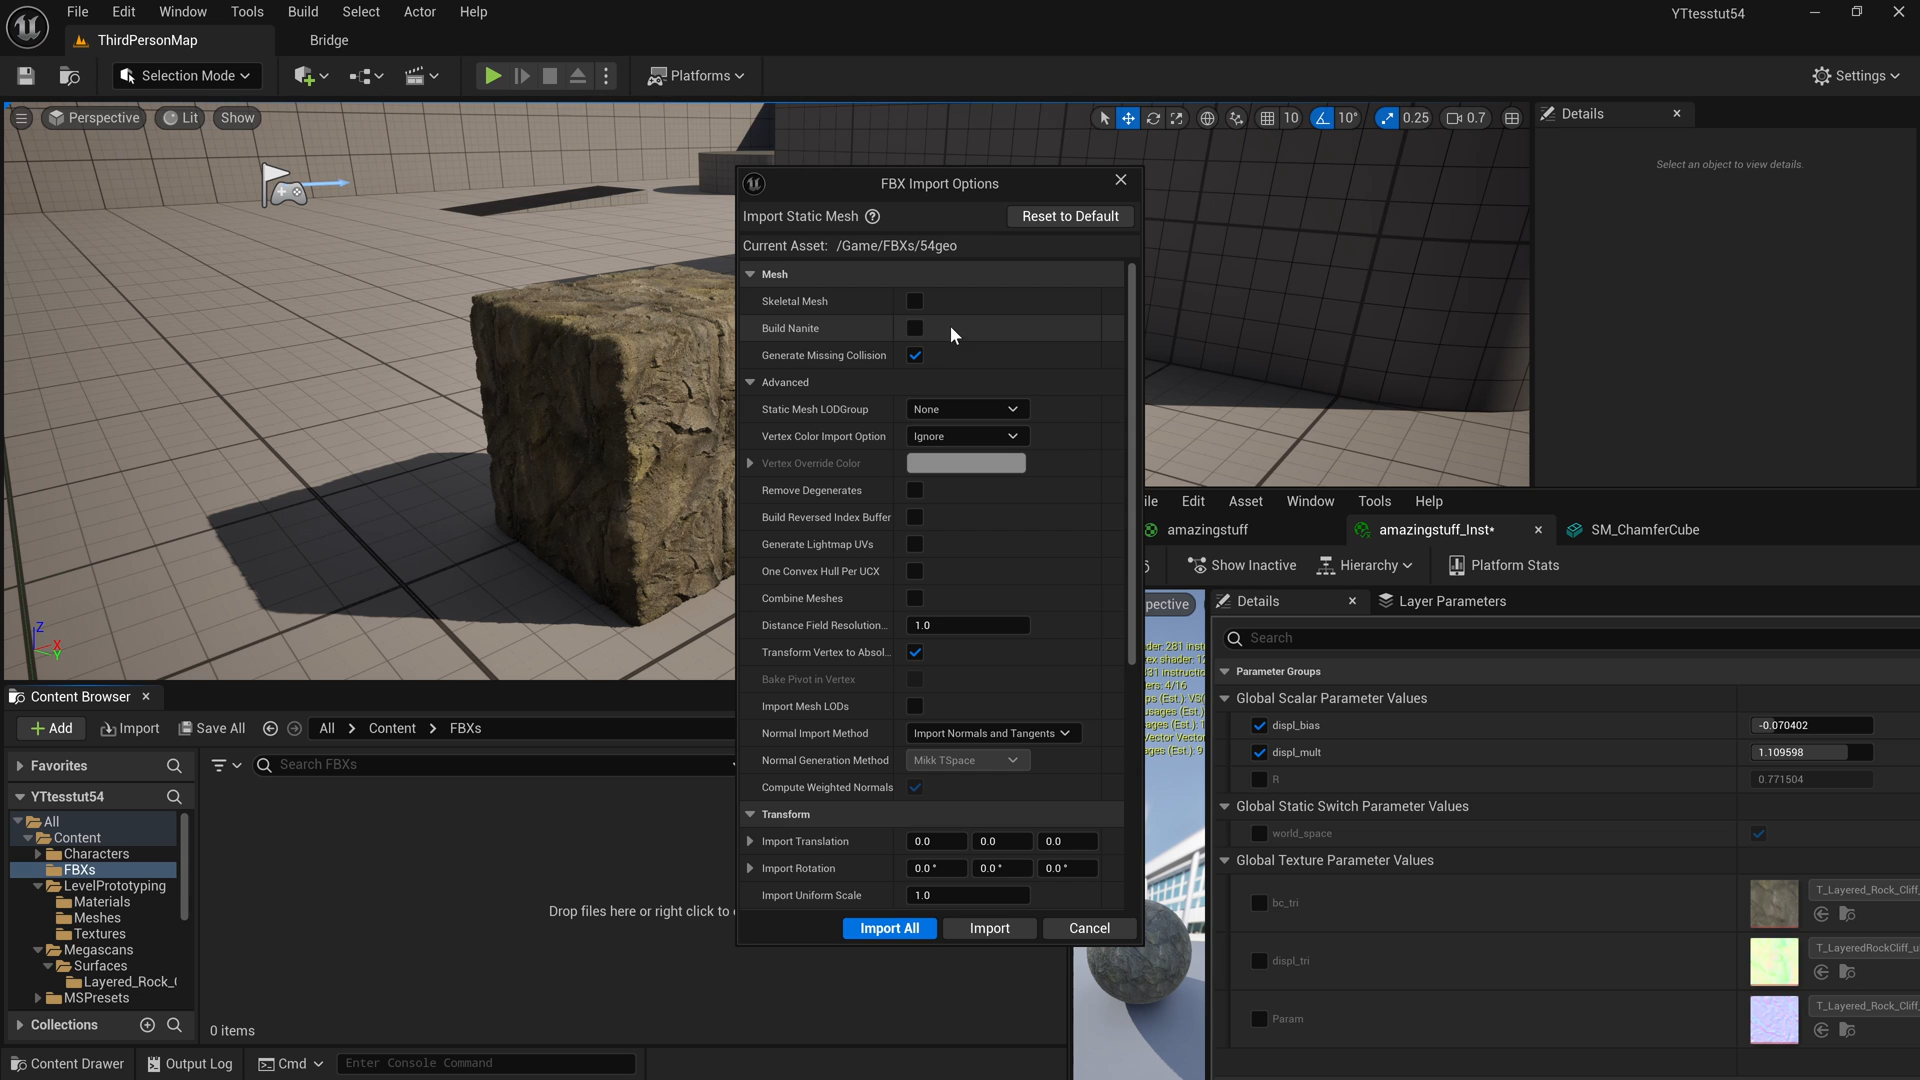 File Edit Window Tools Build Select Actor Help
YTtesstut54
ThirdPersonMap
Bridge
Selection Mode
Platforms
Settings
Perspective Lit Show
10 10° 0.25 0.7
Details
Select an object to view details.
FBX Import Options
Import Static Mesh
Reset to Default
Current Asset: /Game/FBXs/54geo
Mesh
Skeletal Mesh
Build Nanite
Generate Missing Collision
Advanced
Static Mesh LODGroup None
Vertex Color Import Option Ignore
Vertex Override Color
Remove Degenerates
Build Reversed Index Buffer
Generate Lightmap UVs
One Convex Hull Per UCX
Combine Meshes
Distance Field Resolution... 1.0
Transform Vertex to Absol...
Bake Pivot in Vertex
Import Mesh LODs
Normal Import Method Import Normals and Tangents
Normal Generation Method Mikk TSpace
Compute Weighted Normals
Transform
Import Translation 0.0 0.0 0.0
Import Rotation 0.0° 0.0° 0.0°
Import Uniform Scale 1.0
Import All Import Cancel
ile Edit Asset Window Tools Help
amazingstuff
amazingstuff_Inst*
SM_ChamferCube
Show Inactive Hierarchy Platform Stats
pective
Details
Layer Parameters
Search
Parameter Groups
Global Scalar Parameter Values
displ_bias -0.070402
displ_mult 1.109598
R 0.771504
Global Static Switch Parameter Values
world_space
Global Texture Parameter Values
bc_tri T_Layered_Rock_Cliff_
displ_tri T_LayeredRockCliff_u
Param T_Layered_Rock_Cliff_
Z
X
Y
Content Browser
Add Import Save All All Content FBXs
Favorites
Search FBXs
YTtesstut54
All
Content
Characters
FBXs
LevelPrototyping
Materials
Meshes
Textures
Megascans
Surfaces
Layered_Rock_
MSPresets
Drop files here or right click to
Collections
0 items
Content Drawer Output Log Cmd Enter Console Command